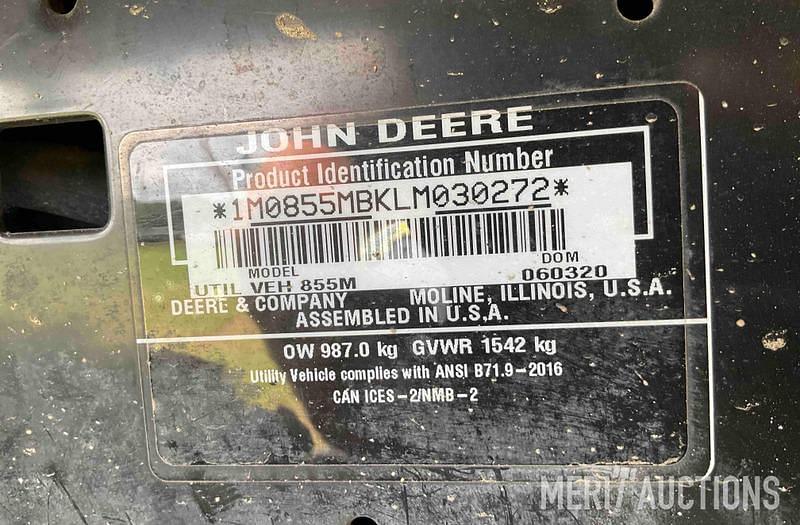 JOHN DEERE
Product Identification Number
*1M0855MBKLM030272*
MODEL DOM
UTIL VEH 855M 060320
DEERE & COMPANY MOLINE, ILLINOIS, U.S.A.
ASSEMBLED IN U.S.A.
OW 987.0 kg GVWR 1542 kg
Utility Vehicle complies with ANSI B71.9-2016
CAN ICES-2/NMB-2
MERIT AUCTIONS